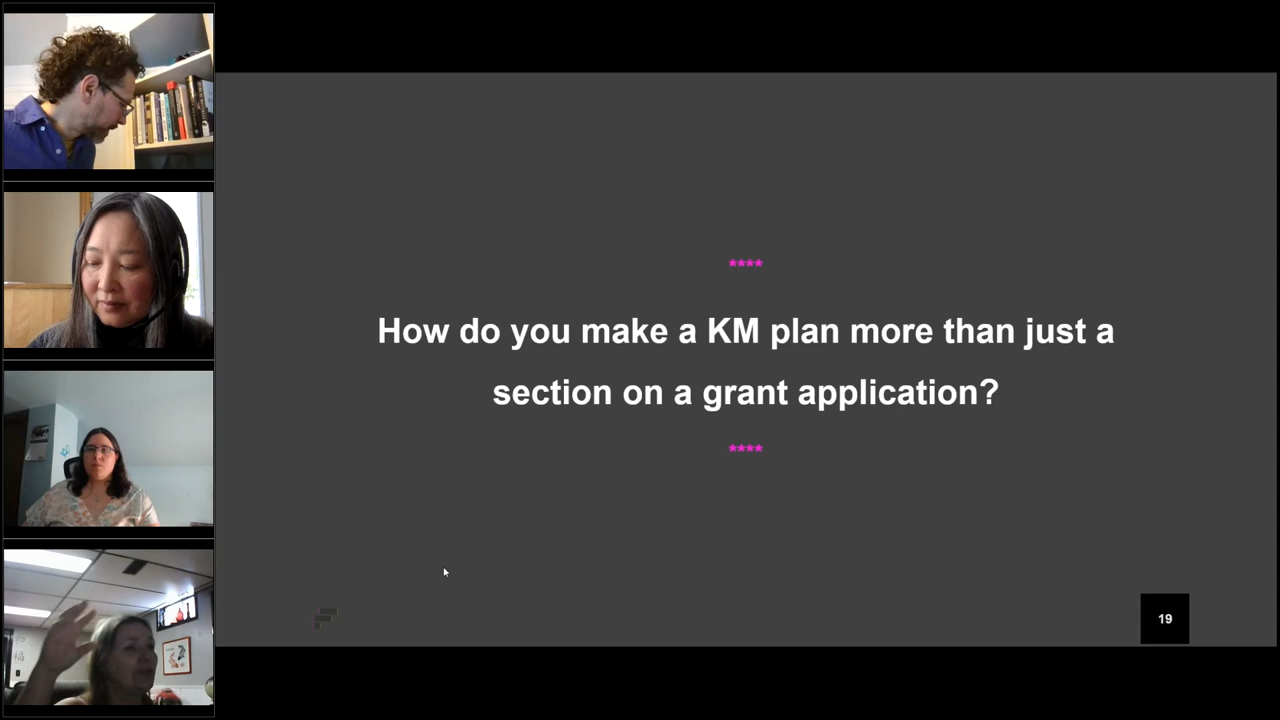 ****
How do you make a KM plan more than just a
section on a grant application?
****
19